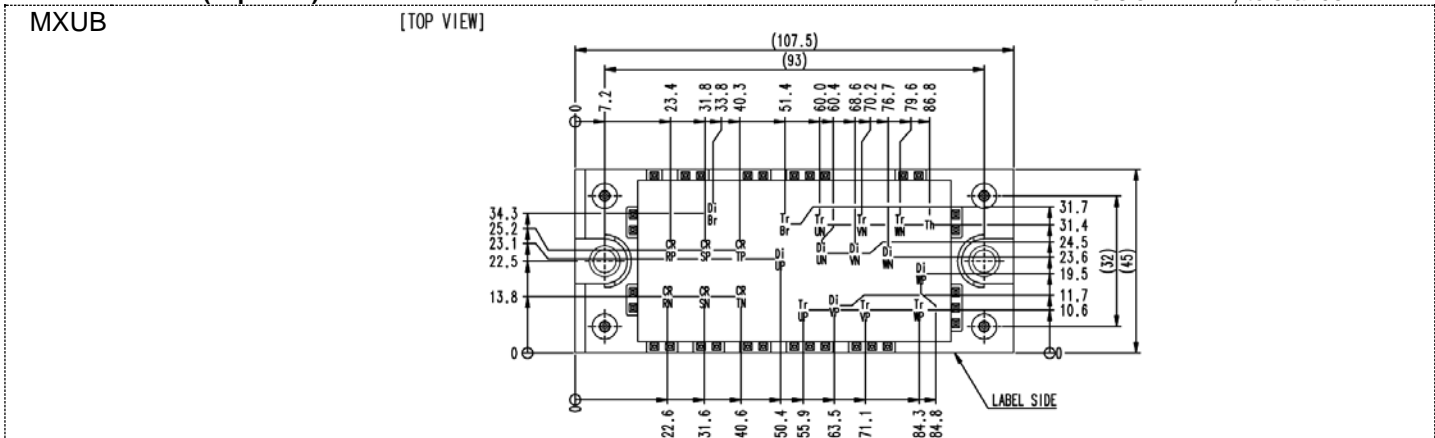 MXUB
[TOP VIEW]
(107.5)
(93)
0
7.2
23.4
31.8
33.8
40.3
51.4
60.0
60.4
68.6
70.2
76.7
79.6
86.8
34.3
25.2
23.1
22.5
13.8
0
Di
Br
Tr
Br
Tr
UN
Tr
VN
Tr
WN
Th
CR
RP
CR
SP
CR
TP
Di
UP
Di
UN
Di
VN
Di
WN
Di
WP
CR
RN
CR
SN
CR
TN
Tr
UP
Di
VP
Tr
VP
Tr
WP
31.7
31.4
24.5
23.6
19.5
11.7
10.6
0
(32)
(45)
LABEL SIDE
0
22.6
31.6
40.6
50.4
55.9
63.5
71.1
84.3
84.8